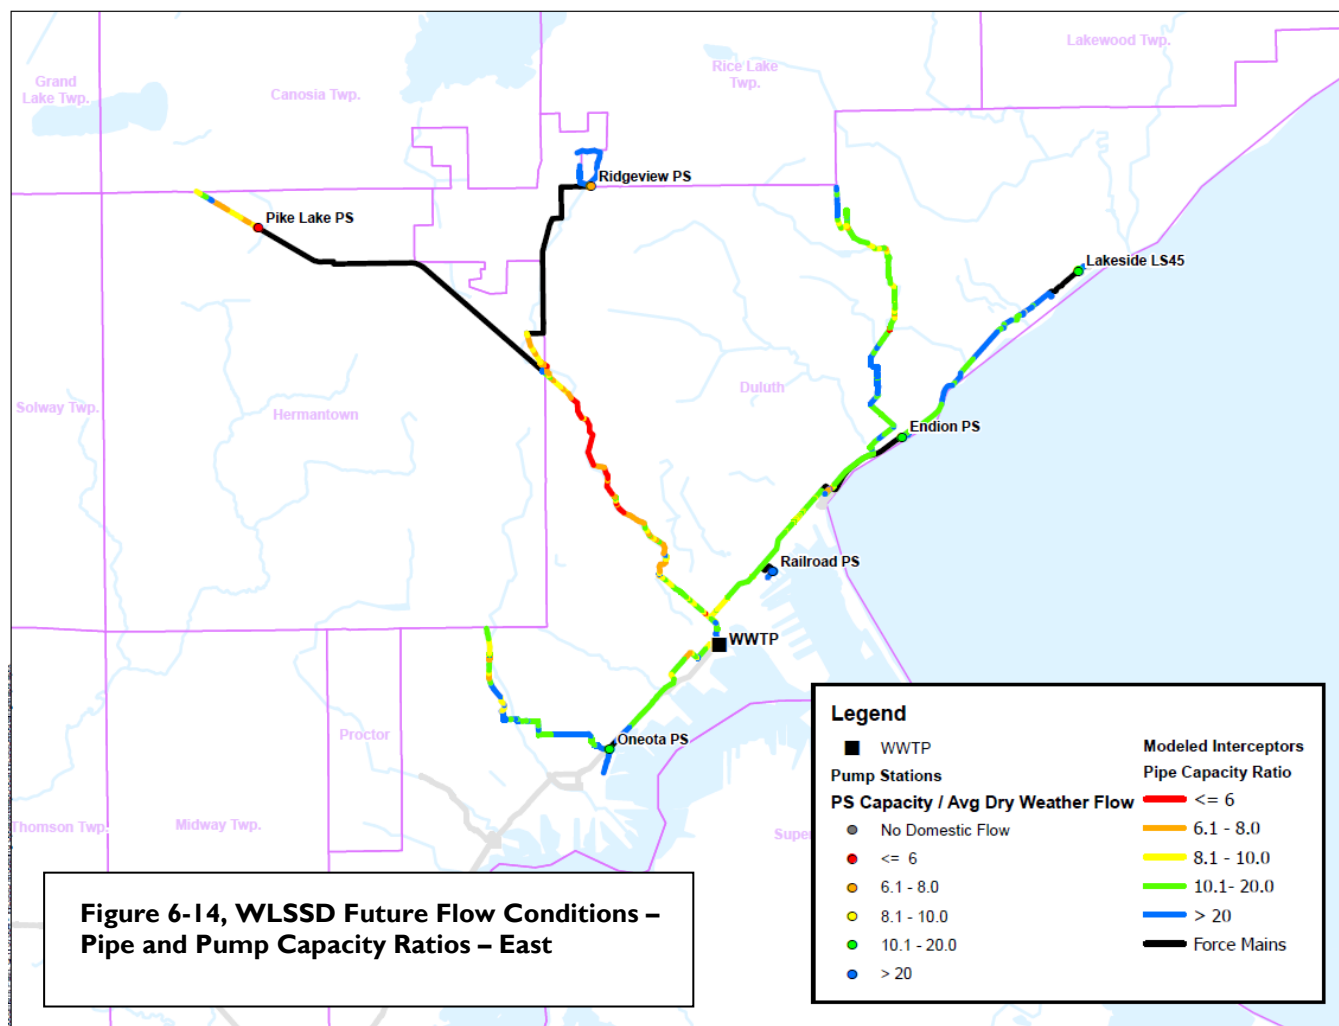 Lakewood Twp.
Rice Lake
Twp.
Grand
Lake Twp.
Canosia Twp.
Ridgeview PS
Pike Lake PS
Lakeside LS45
Duluth
Solway Twp.
Hermantown
Endion PS
Railroad PS
WWTP
Proctor
Oneota PS
Thomson Twp.
Midway Twp.
Super
Legend
WWTP
Pump Stations
PS Capacity / Avg Dry Weather Flow
No Domestic Flow
<= 6
6.1 - 8.0
8.1 - 10.0
10.1 - 20.0
> 20
Modeled Interceptors
Pipe Capacity Ratio
<= 6
6.1 - 8.0
8.1 - 10.0
10.1- 20.0
> 20
Force Mains
Figure 6-14, WLSSD Future Flow Conditions –
Pipe and Pump Capacity Ratios – East